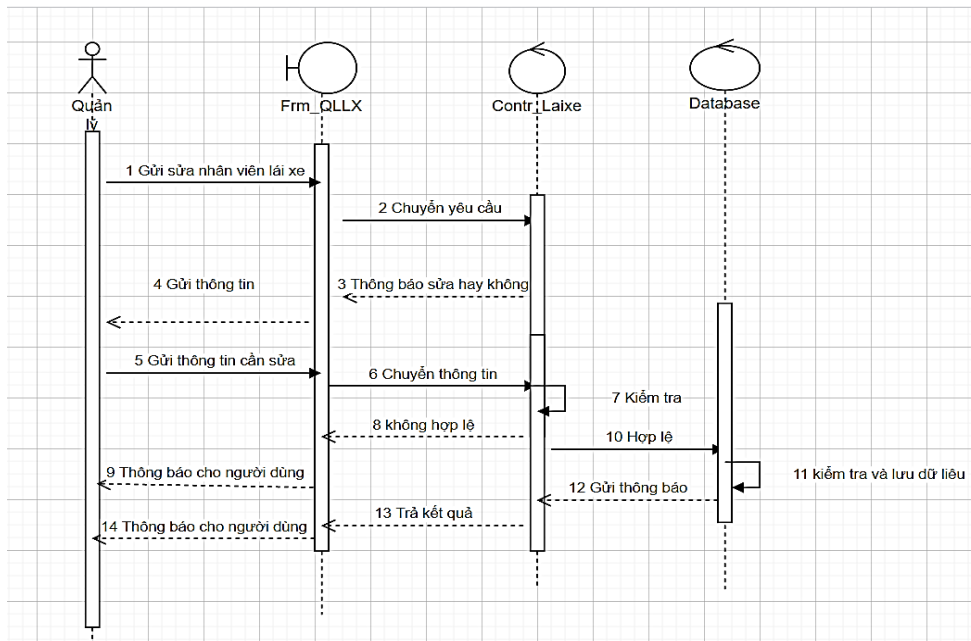 Quản
lý
Frm_QLLX
Contr_Laixe
Database
1 Gửi sửa nhân viên lái xe
2 Chuyển yêu cầu
3 Thông báo sửa hay không
4 Gửi thông tin
5 Gửi thông tin cần sửa
6 Chuyển thông tin
7 Kiểm tra
8 không hợp lệ
9 Thông báo cho người dùng
10 Hợp lệ
11 kiểm tra và lưu dữ liêu
12 Gửi thông báo
13 Trả kết quả
14 Thông báo cho người dùng